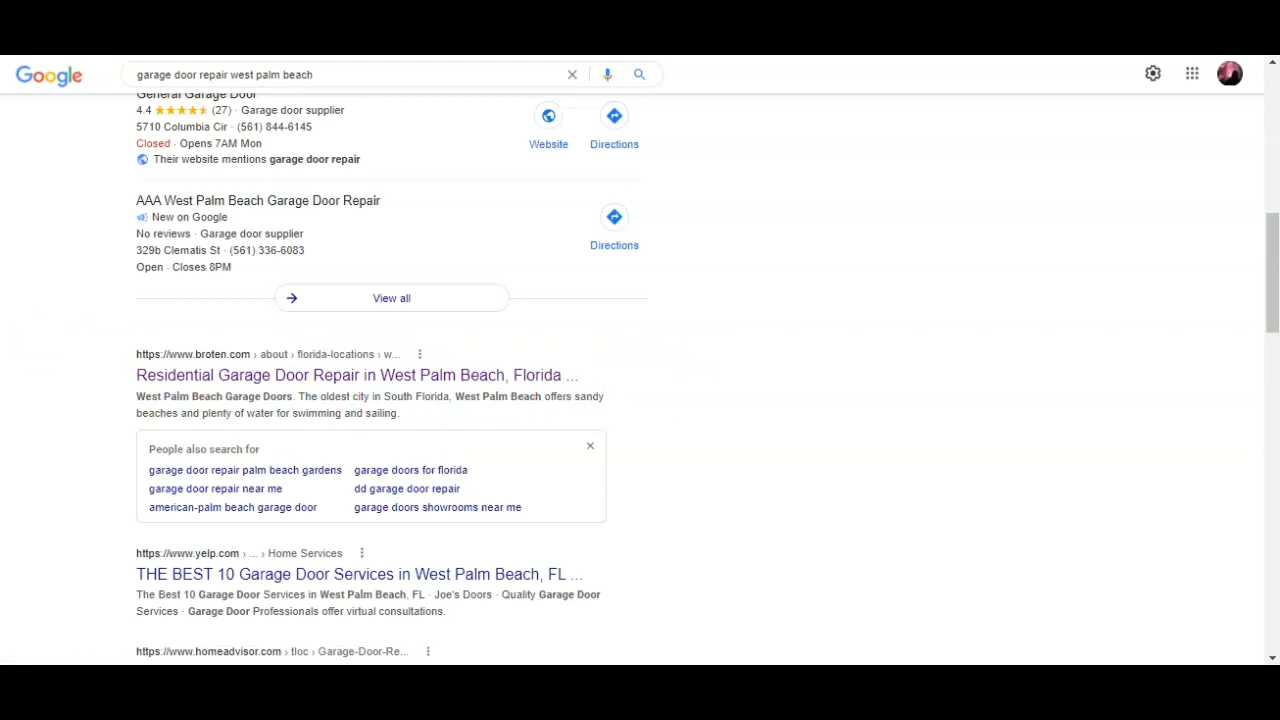 Google
garage door repair west palm beach
General Garage Door
4.4 (27) · Garage door supplier
5710 Columbia Cir · (561) 844-6145
Closed · Opens 7AM Mon
Their website mentions garage door repair
Website
Directions
AAA West Palm Beach Garage Door Repair
New on Google
No reviews · Garage door supplier
329b Clematis St · (561) 336-6083
Open · Closes 8PM
Directions
View all
https://www.broten.com › about › florida-locations › w...
Residential Garage Door Repair in West Palm Beach, Florida ...
West Palm Beach Garage Doors. The oldest city in South Florida, West Palm Beach offers sandy
beaches and plenty of water for swimming and sailing.
People also search for
garage door repair palm beach gardens
garage doors for florida
garage door repair near me
dd garage door repair
american-palm beach garage door
garage doors showrooms near me
https://www.yelp.com › ... › Home Services
THE BEST 10 Garage Door Services in West Palm Beach, FL ...
The Best 10 Garage Door Services in West Palm Beach, FL · Joe's Doors · Quality Garage Door
Services · Garage Door Professionals offer virtual consultations.
https://www.homeadvisor.com › tloc › Garage-Door-Re...